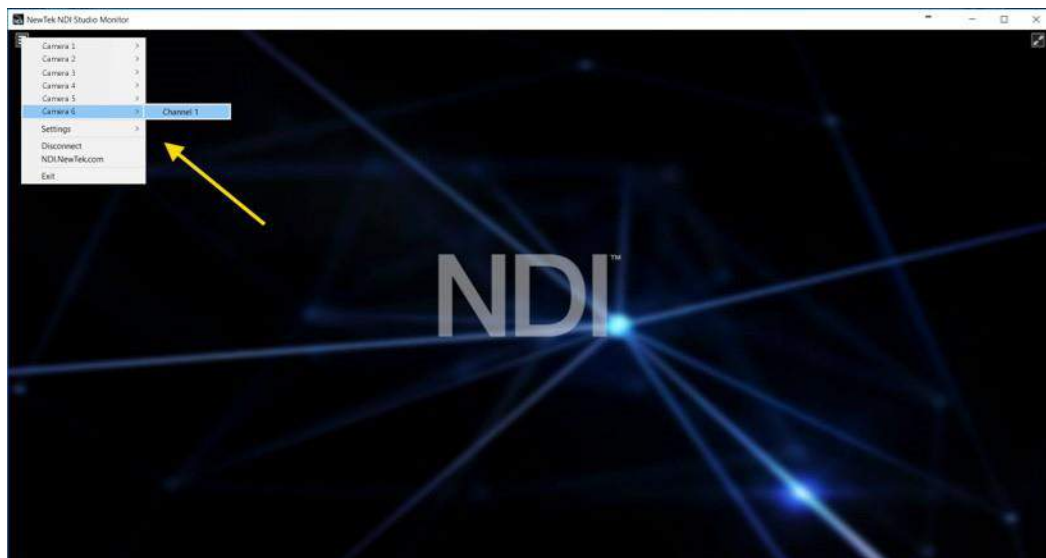 NewTek NDI Studio Monitor
Camera 1
Camera 2
Camera 3
Camera 4
Camera 5
Camera 6
Channel 1
Settings
Disconnect
NDI.NewTek.com
Exit
NDI™